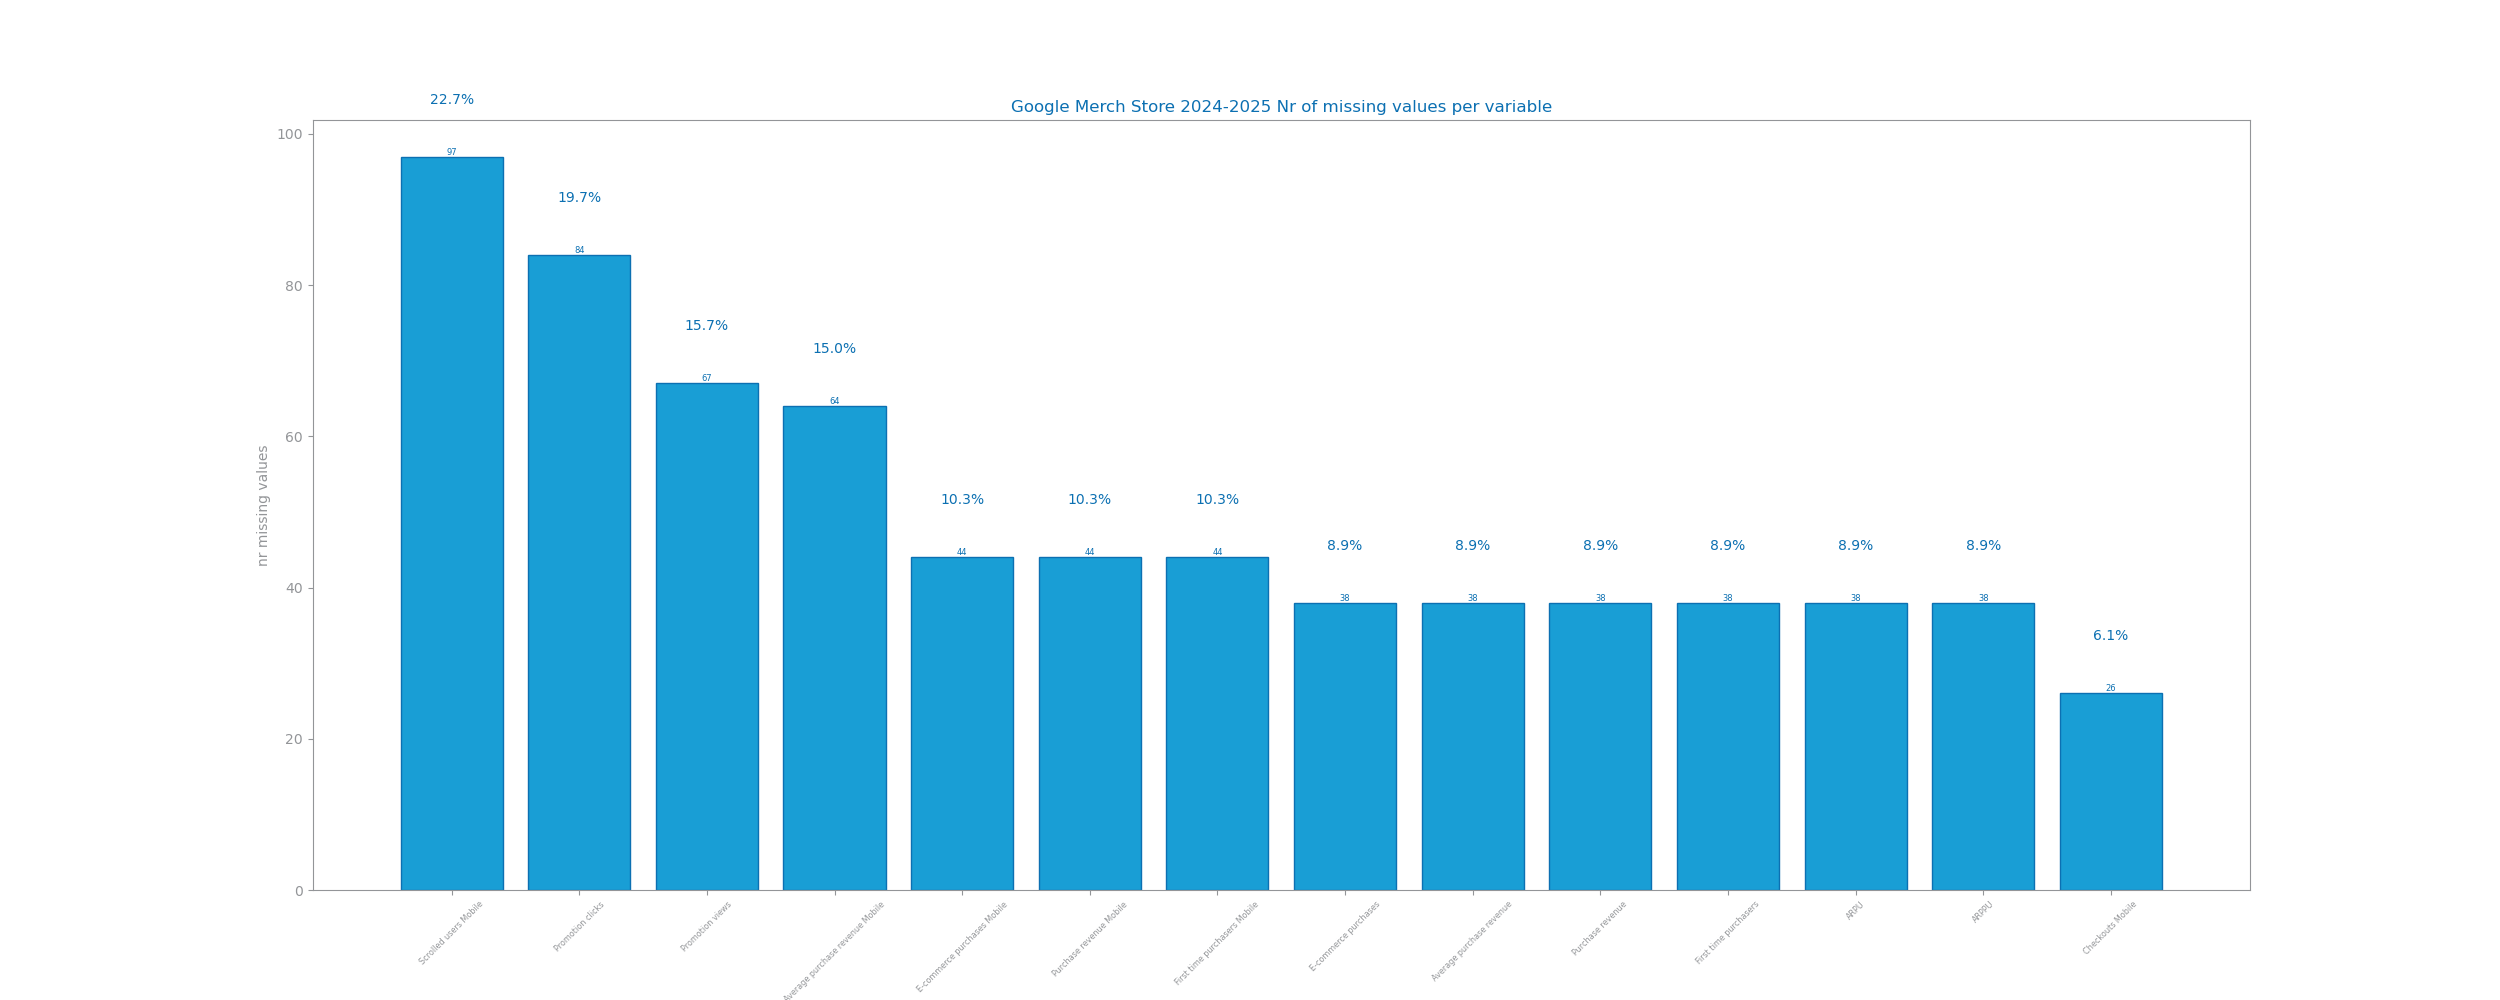 Google Merch Store 2024-2025 Nr of missing values per variable
nr missing values
100
80
60
40
20
0
22.7%
97
19.7%
84
15.7%
67
15.0%
64
10.3%
44
10.3%
44
10.3%
44
8.9%
38
8.9%
38
8.9%
38
8.9%
38
8.9%
38
8.9%
38
6.1%
26
Scrolled users Mobile
Promotion clicks
Promotion views
Average purchase revenue Mobile
E-commerce purchases Mobile
Purchase revenue Mobile
First time purchasers Mobile
E-commerce purchases
Average purchase revenue
Purchase revenue
First time purchasers
ARPU
ARPPU
Checkouts Mobile